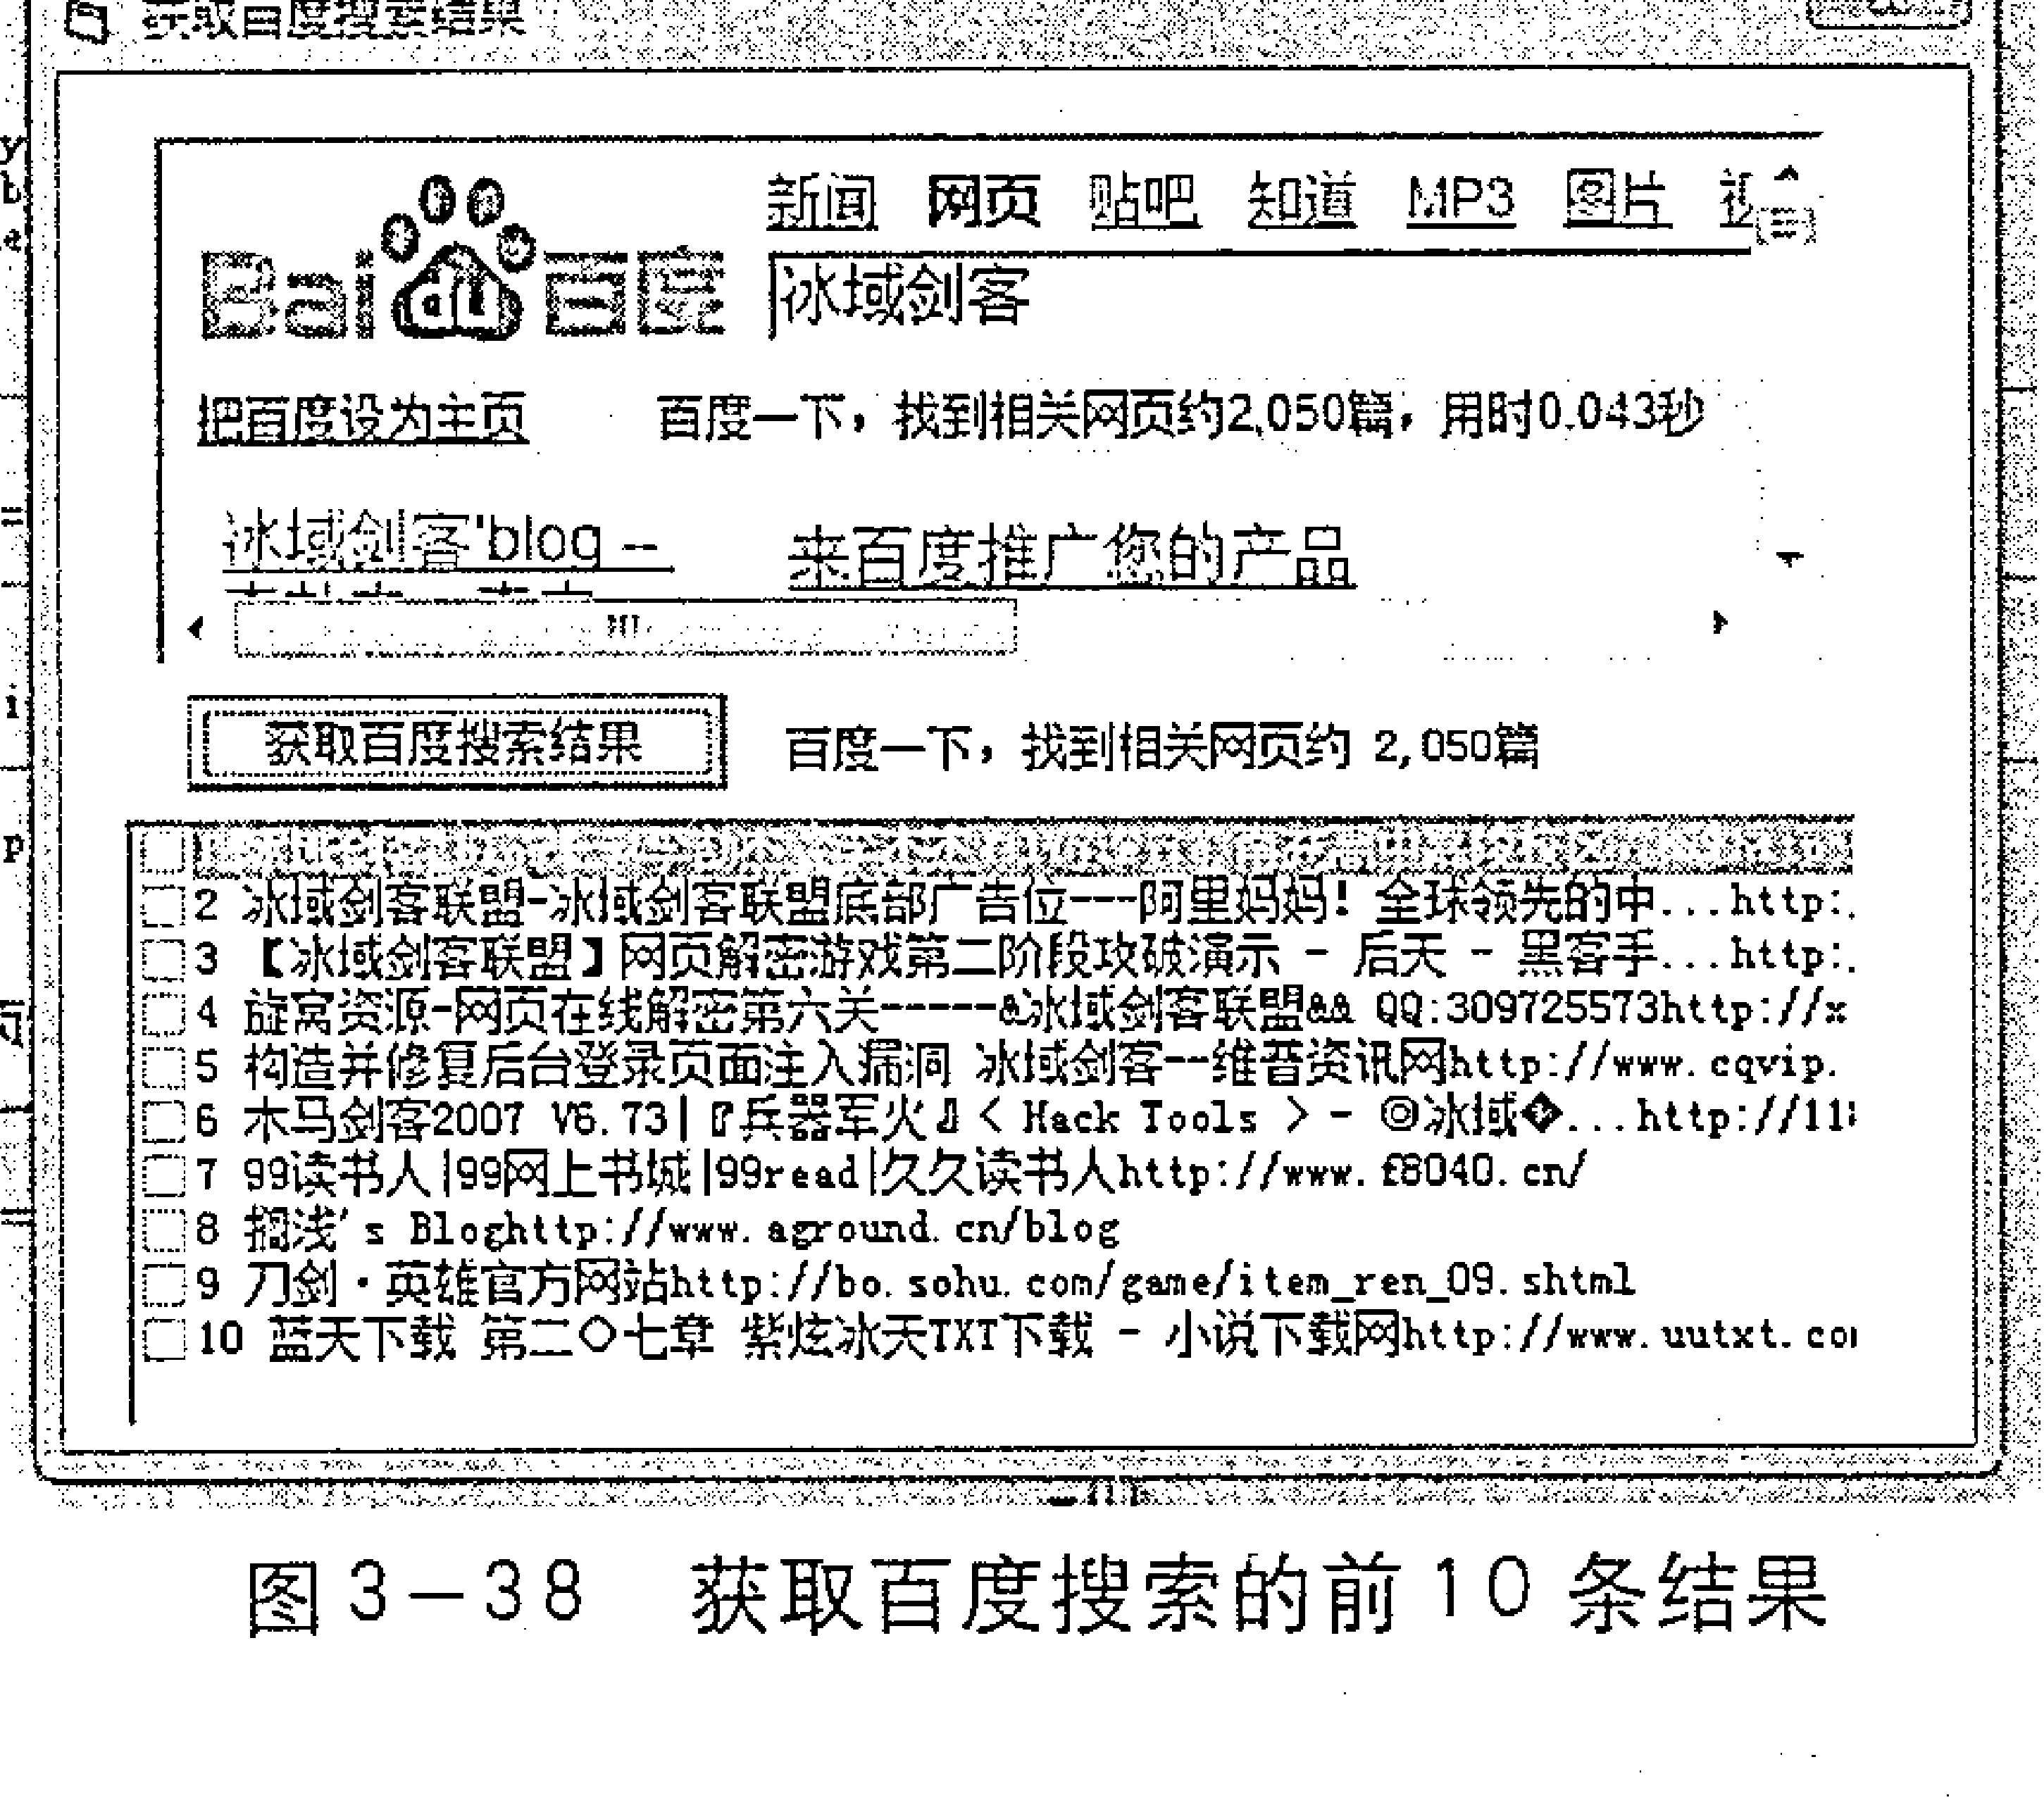 获取百度搜索结果
新闻 网页 贴吧 知道 MP3 图片
Bai du 百度
冰域剑客
把百度设为主页 百度一下，找到相关网页约2,050篇，用时0.043秒
冰域剑客'blog --
来百度推广您的产品
获取百度搜索结果 百度一下，找到相关网页约 2,050篇
2 冰域剑客联盟-冰域剑客联盟底部广告位---阿里妈妈！全球领先的中...http:.
3 【冰域剑客联盟】网页解密游戏第二阶段攻破演示 - 后天 - 黑客手...http:.
4 旋窝资源-网页在线解密第六关-----&冰域剑客联盟&& QQ:309725573http://x
5 构造并修复后台登录页面注入漏洞 冰域剑客--维普资讯网http://www.cqvip.
6 木马剑客2007 V6.73|『兵器军火』< Hack Tools > - ◎冰域�...http://11
7 99读书人|99网上书城|99read|久久读书人http://www.f8040.cn/
8 搁浅's Bloghttp://www.aground.cn/blog
9 刀剑·英雄官方网站http://bo.sohu.com/game/item_ren_09.shtml
10 蓝天下载 第二〇七章 紫炫冰天TXT下载 - 小说下载网http://www.uutxt.co
图3-38 获取百度搜索的前10条结果